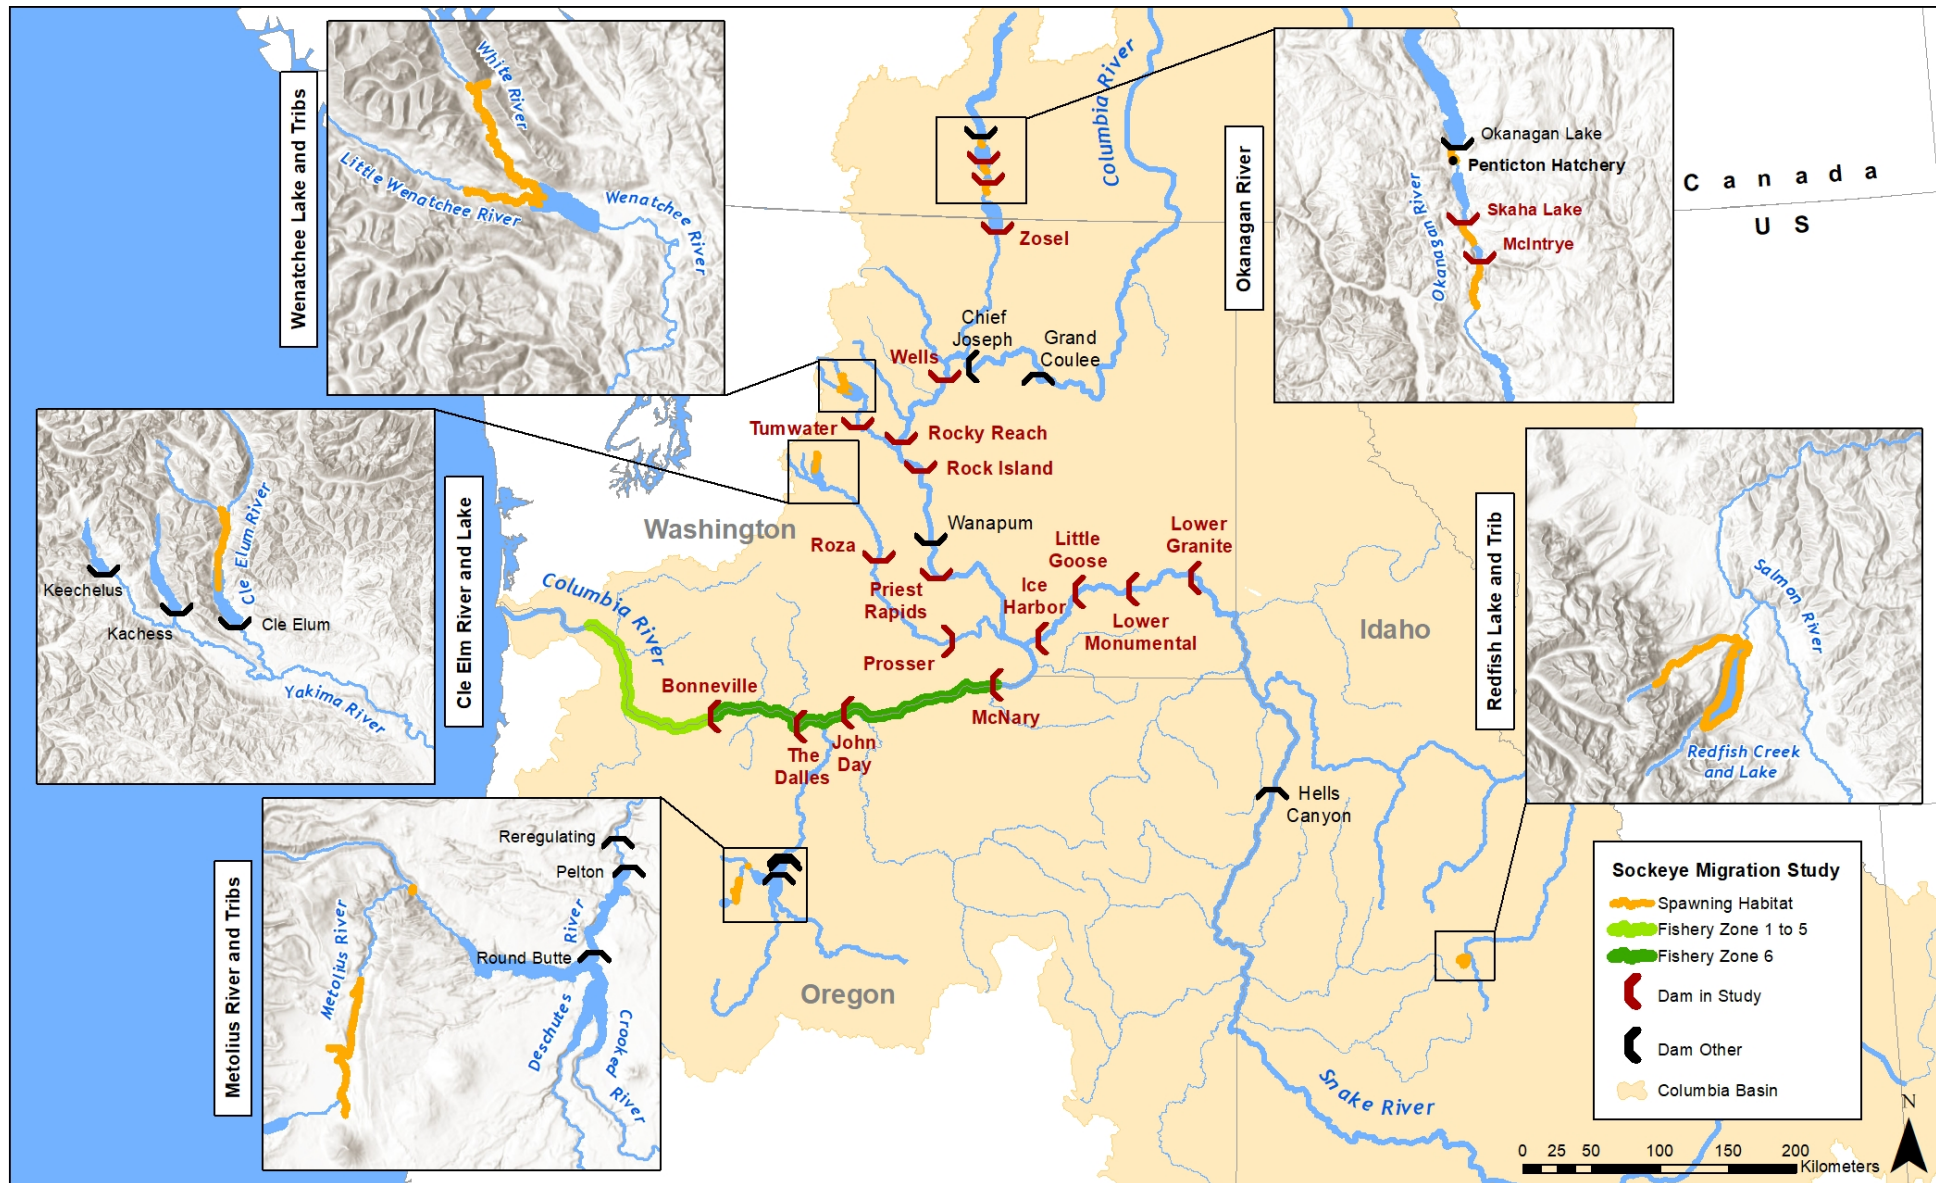 Wenatchee Lake and Tribs
White River
Little Wenatchee River
Wenatchee River
Columbia River
Okanagan River
Okanagan Lake
Penticton Hatchery
Okanagan River
Skaha Lake
McIntrye
Canada
US
Zosel
Chief
Joseph
Grand
Coulee
Wells
Tumwater
Rocky Reach
Rock Island
Washington
Wanapum
Roza
Priest
Rapids
Prosser
Little
Goose
Lower
Granite
Ice
Harbor
Lower
Monumental
Idaho
Cle Elm River and Lake
Cle Elum River
Keechelus
Kachess
Cle Elum
Yakima River
Columbia River
Bonneville
The
Dalles
John
Day
McNary
Hells
Canyon
Redfish Lake and Trib
Salmon River
Redfish Creek
and Lake
Metolius River and Tribs
Reregulating
Pelton
Metolius River
Round Butte
Deschutes River
Crooked River
Oregon
Snake River
Sockeye Migration Study
Spawning Habitat
Fishery Zone 1 to 5
Fishery Zone 6
Dam in Study
Dam Other
Columbia Basin
N
0 25 50 100 150 200
Kilometers